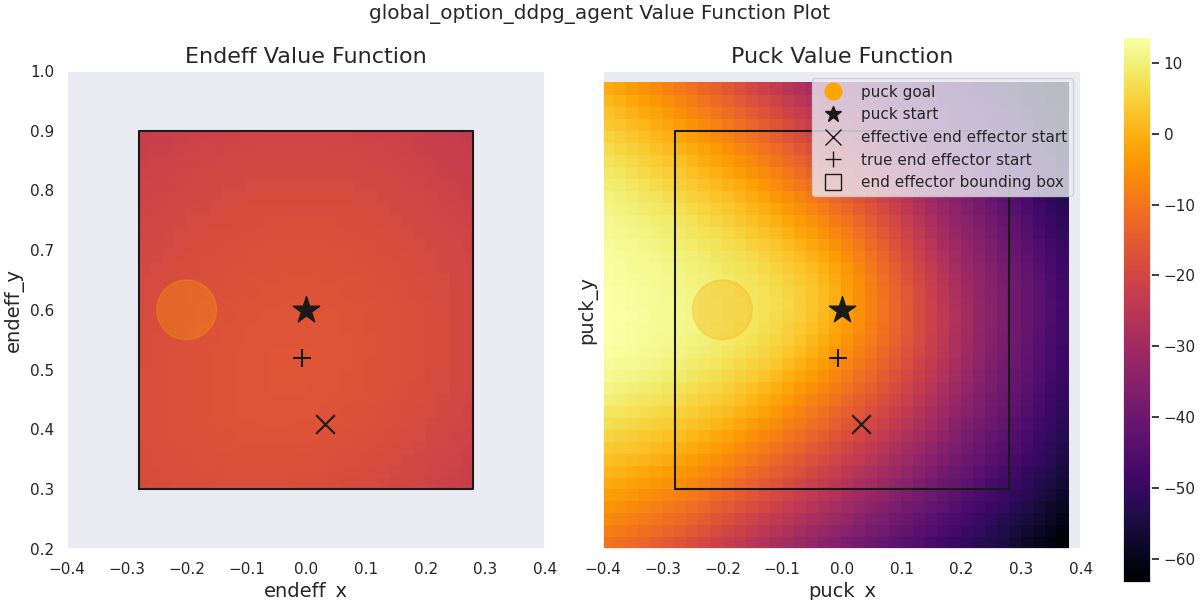 global_option_ddpg_agent Value Function Plot
Endeff Value Function
endeff_y
1.0
0.9
0.8
0.7
0.6
0.5
0.4
0.3
0.2
−0.4 −0.3 −0.2 −0.1 0.0 0.1 0.2 0.3 0.4
endeff_x
Puck Value Function
puck goal
puck start
effective end effector start
true end effector start
end effector bounding box
puck_y
−0.4 −0.3 −0.2 −0.1 0.0 0.1 0.2 0.3 0.4
puck_x
10
0
−10
−20
−30
−40
−50
−60